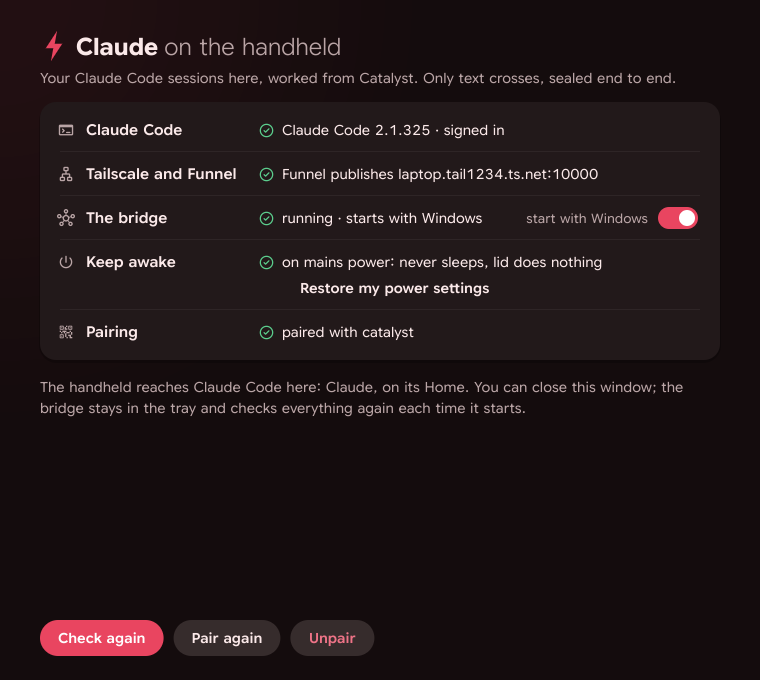 Claude on the handheld
Your Claude Code sessions here, worked from Catalyst. Only text crosses, sealed end to end.
Claude Code Claude Code 2.1.325 · signed in
Tailscale and Funnel Funnel publishes laptop.tail1234.ts.net:10000
The bridge running · starts with Windows start with Windows
Keep awake on mains power: never sleeps, lid does nothing
Restore my power settings
Pairing paired with catalyst
The handheld reaches Claude Code here: Claude, on its Home. You can close this window; the
bridge stays in the tray and checks everything again each time it starts.
Check again Pair again Unpair